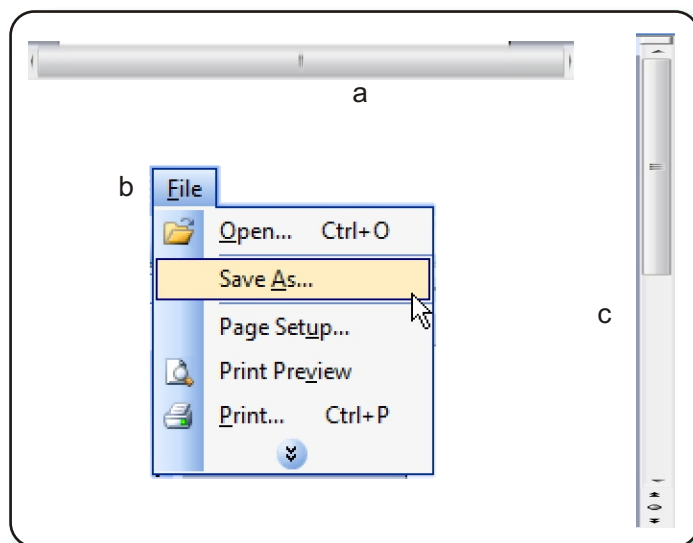 a
b
File
Open... Ctrl+O
Save As...
Page Setup...
Print Preview
Print... Ctrl+P
c